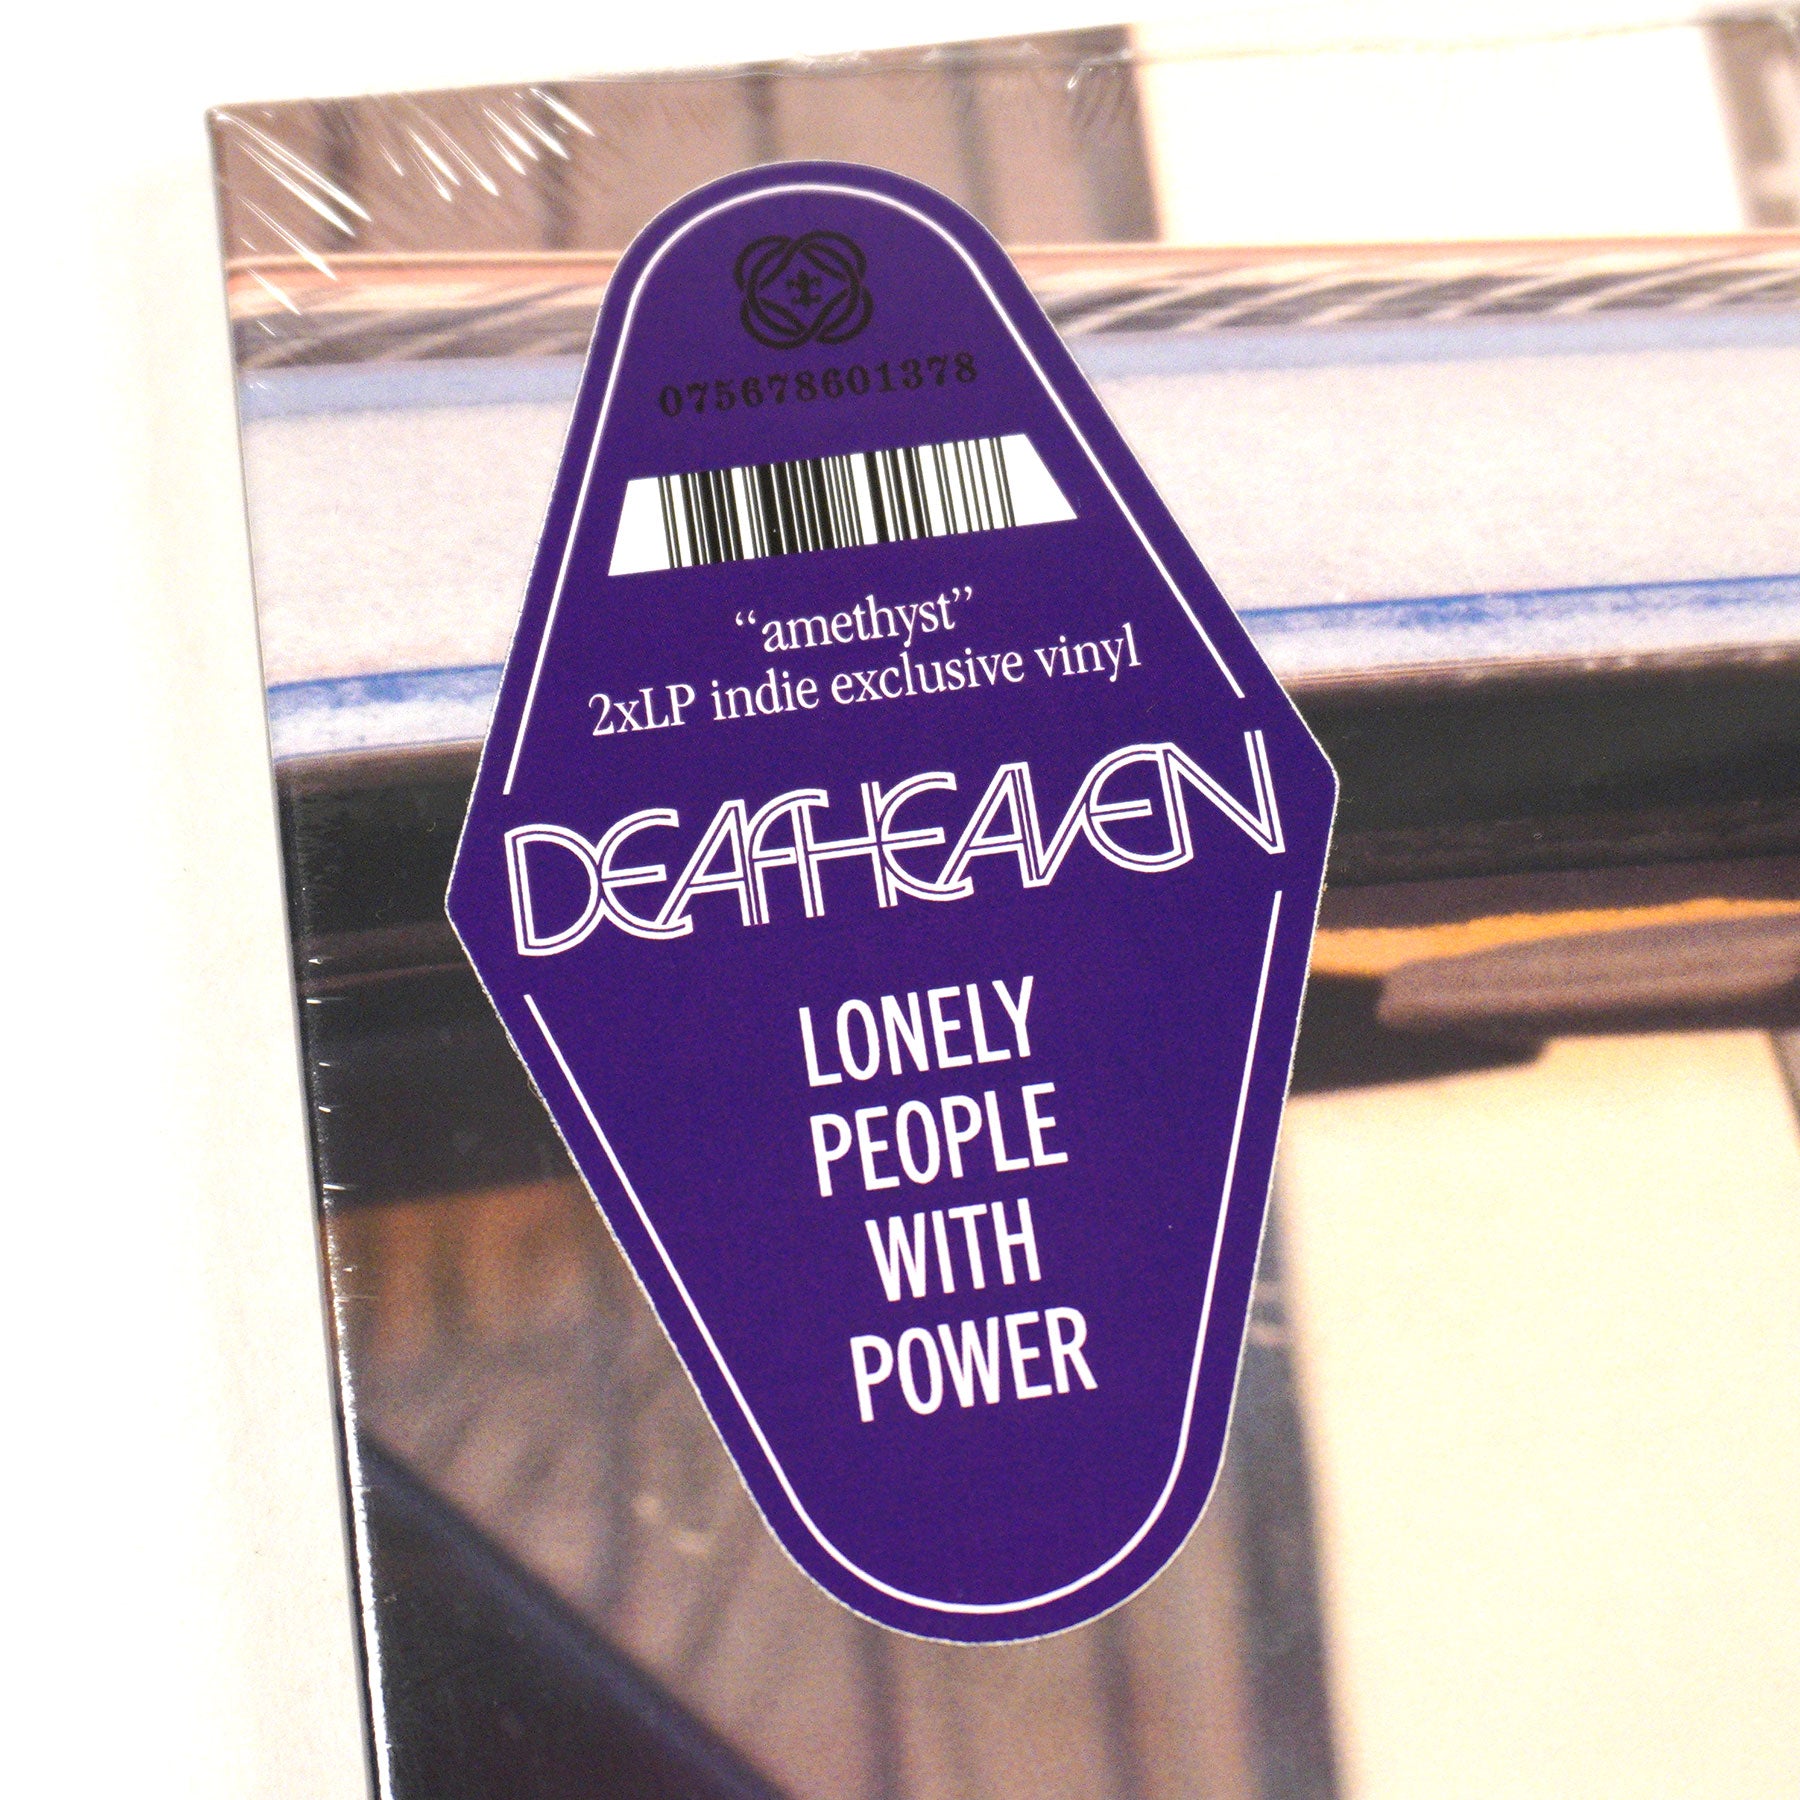 075678601378
“amethyst”
2xLP indie exclusive vinyl
DEAFHEAVEN
LONELY
PEOPLE
WITH
POWER